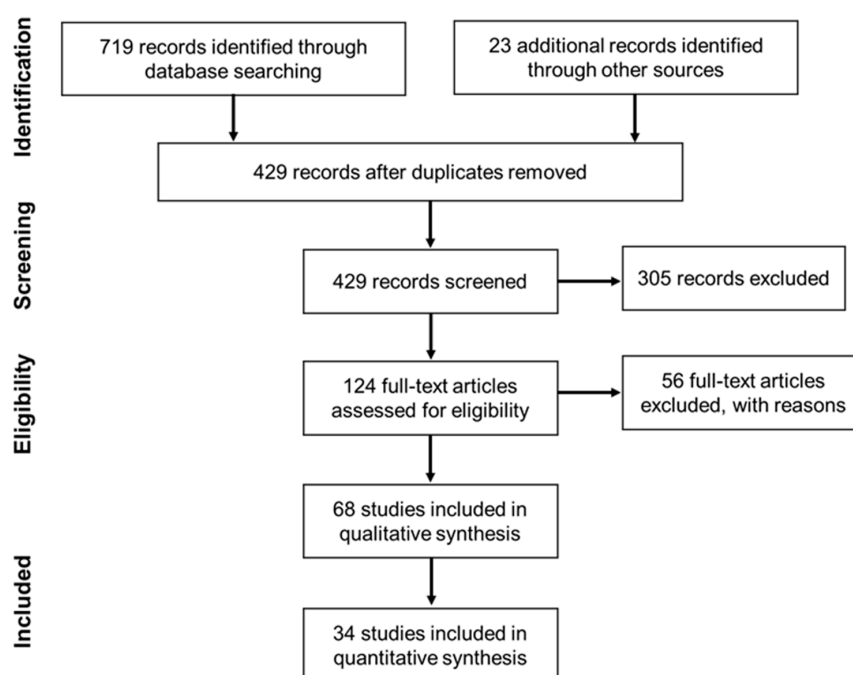 Identification
719 records identified through
database searching
23 additional records identified
through other sources
429 records after duplicates removed
Screening
429 records screened
305 records excluded
Eligibility
124 full-text articles
assessed for eligibility
56 full-text articles
excluded, with reasons
Included
68 studies included in
qualitative synthesis
34 studies included in
quantitative synthesis